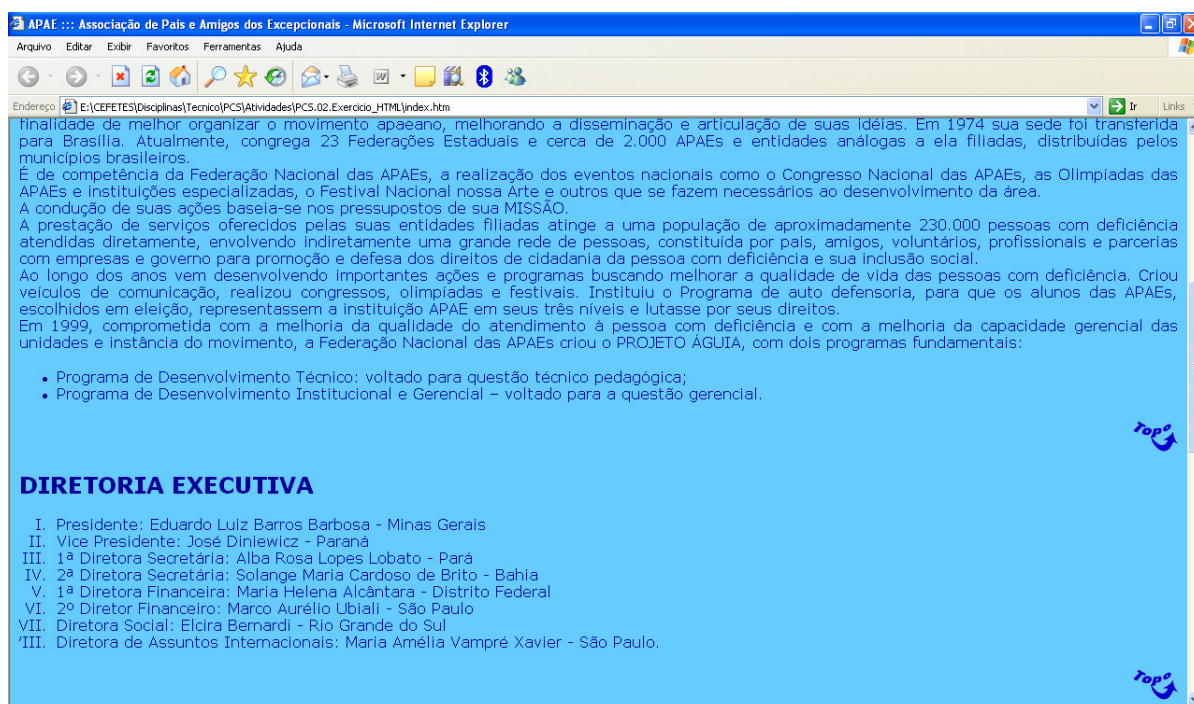 APAE ::: Associação de Pais e Amigos dos Excepcionais - Microsoft Internet Explorer
Arquivo Editar Exibir Favoritos Ferramentas Ajuda
Endereço E:\CEFETES\Disciplinas\Tecnico\PCS\Atividades\PCS.02.Exercicio_HTML\index.htm Ir Links
finalidade de melhor organizar o movimento apaeano, melhorando a disseminação e articulação de suas idéias. Em 1974 sua sede foi transferida
para Brasília. Atualmente, congrega 23 Federações Estaduais e cerca de 2.000 APAEs e entidades análogas a ela filiadas, distribuídas pelos
municípios brasileiros.
É de competência da Federação Nacional das APAEs, a realização dos eventos nacionais como o Congresso Nacional das APAEs, as Olimpíadas das
APAEs e instituições especializadas, o Festival Nacional nossa Arte e outros que se fazem necessários ao desenvolvimento da área.
A condução de suas ações baseia-se nos pressupostos de sua MISSÃO.
A prestação de serviços oferecidos pelas suas entidades filiadas atinge a uma população de aproximadamente 230.000 pessoas com deficiência
atendidas diretamente, envolvendo indiretamente uma grande rede de pessoas, constituída por pais, amigos, voluntários, profissionais e parcerias
com empresas e governo para promoção e defesa dos direitos de cidadania da pessoa com deficiência e sua inclusão social.
Ao longo dos anos vem desenvolvendo importantes ações e programas buscando melhorar a qualidade de vida das pessoas com deficiência. Criou
veículos de comunicação, realizou congressos, olimpíadas e festivais. Instituiu o Programa de auto defensoria, para que os alunos das APAEs,
escolhidos em eleição, representassem a instituição APAE em seus três níveis e lutasse por seus direitos.
Em 1999, comprometida com a melhoria da qualidade do atendimento à pessoa com deficiência e com a melhoria da capacidade gerencial das
unidades e instância do movimento, a Federação Nacional das APAEs criou o PROJETO ÁGUIA, com dois programas fundamentais:
• Programa de Desenvolvimento Técnico: voltado para questão técnico pedagógica;
• Programa de Desenvolvimento Institucional e Gerencial – voltado para a questão gerencial.
Topo
DIRETORIA EXECUTIVA
I. Presidente: Eduardo Luiz Barros Barbosa - Minas Gerais
II. Vice Presidente: José Diniewicz - Paraná
III. 1ª Diretora Secretária: Alba Rosa Lopes Lobato - Pará
IV. 2ª Diretora Secretária: Solange Maria Cardoso de Brito - Bahia
V. 1ª Diretora Financeira: Maria Helena Alcântara - Distrito Federal
VI. 2º Diretor Financeiro: Marco Aurélio Ubiali - São Paulo
VII. Diretora Social: Elcira Bernardi - Rio Grande do Sul
'III. Diretora de Assuntos Internacionais: Maria Amélia Vampré Xavier - São Paulo.
Topo